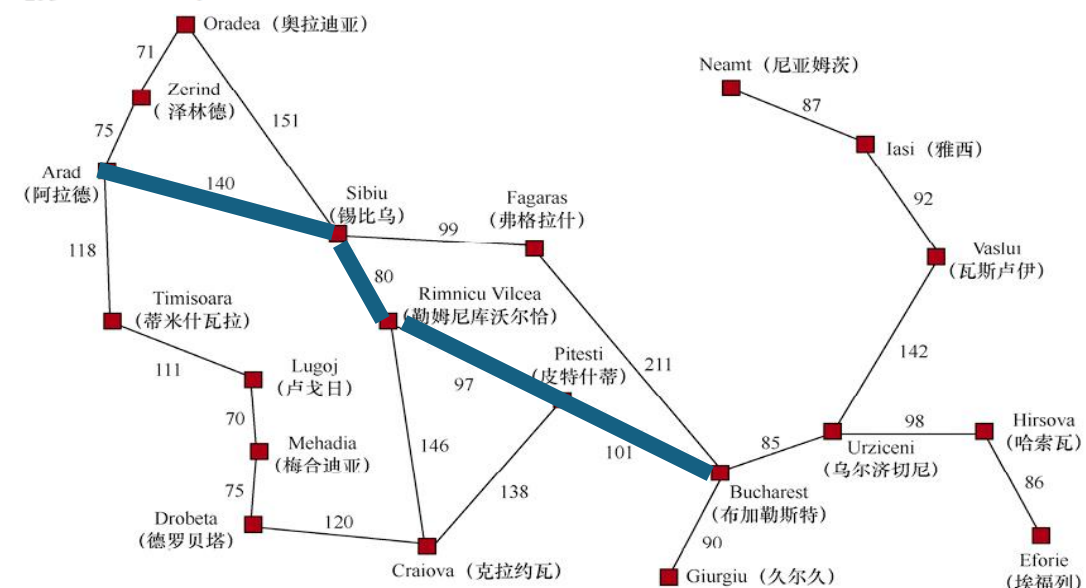 Oradea（奥拉迪亚）
71
Neamt（尼亚姆茨）
Zerind
（ 泽林德）
87
151
75
Iasi（雅西）
Arad
（阿拉德）
140
Sibiu
（锡比乌）
Fagaras
（弗格拉什）
92
99
118
Vaslui
（瓦斯卢伊）
80
Timisoara
（蒂米什瓦拉）
Rimnicu Vilcea
（勒姆尼库沃尔恰）
Pitesti
（皮特什蒂）
142
111
Lugoj
（卢戈日）
97
211
70
Mehadia
（梅合迪亚）
146
101
85
98
Hirsova
（哈索瓦）
Urziceni
（乌尔济切尼）
75
138
86
Bucharest
（布加勒斯特）
Drobeta
（德罗贝塔）
120
90
Craiova（克拉约瓦）
Giurgiu（久尔久）
Eforie
（埃福列）